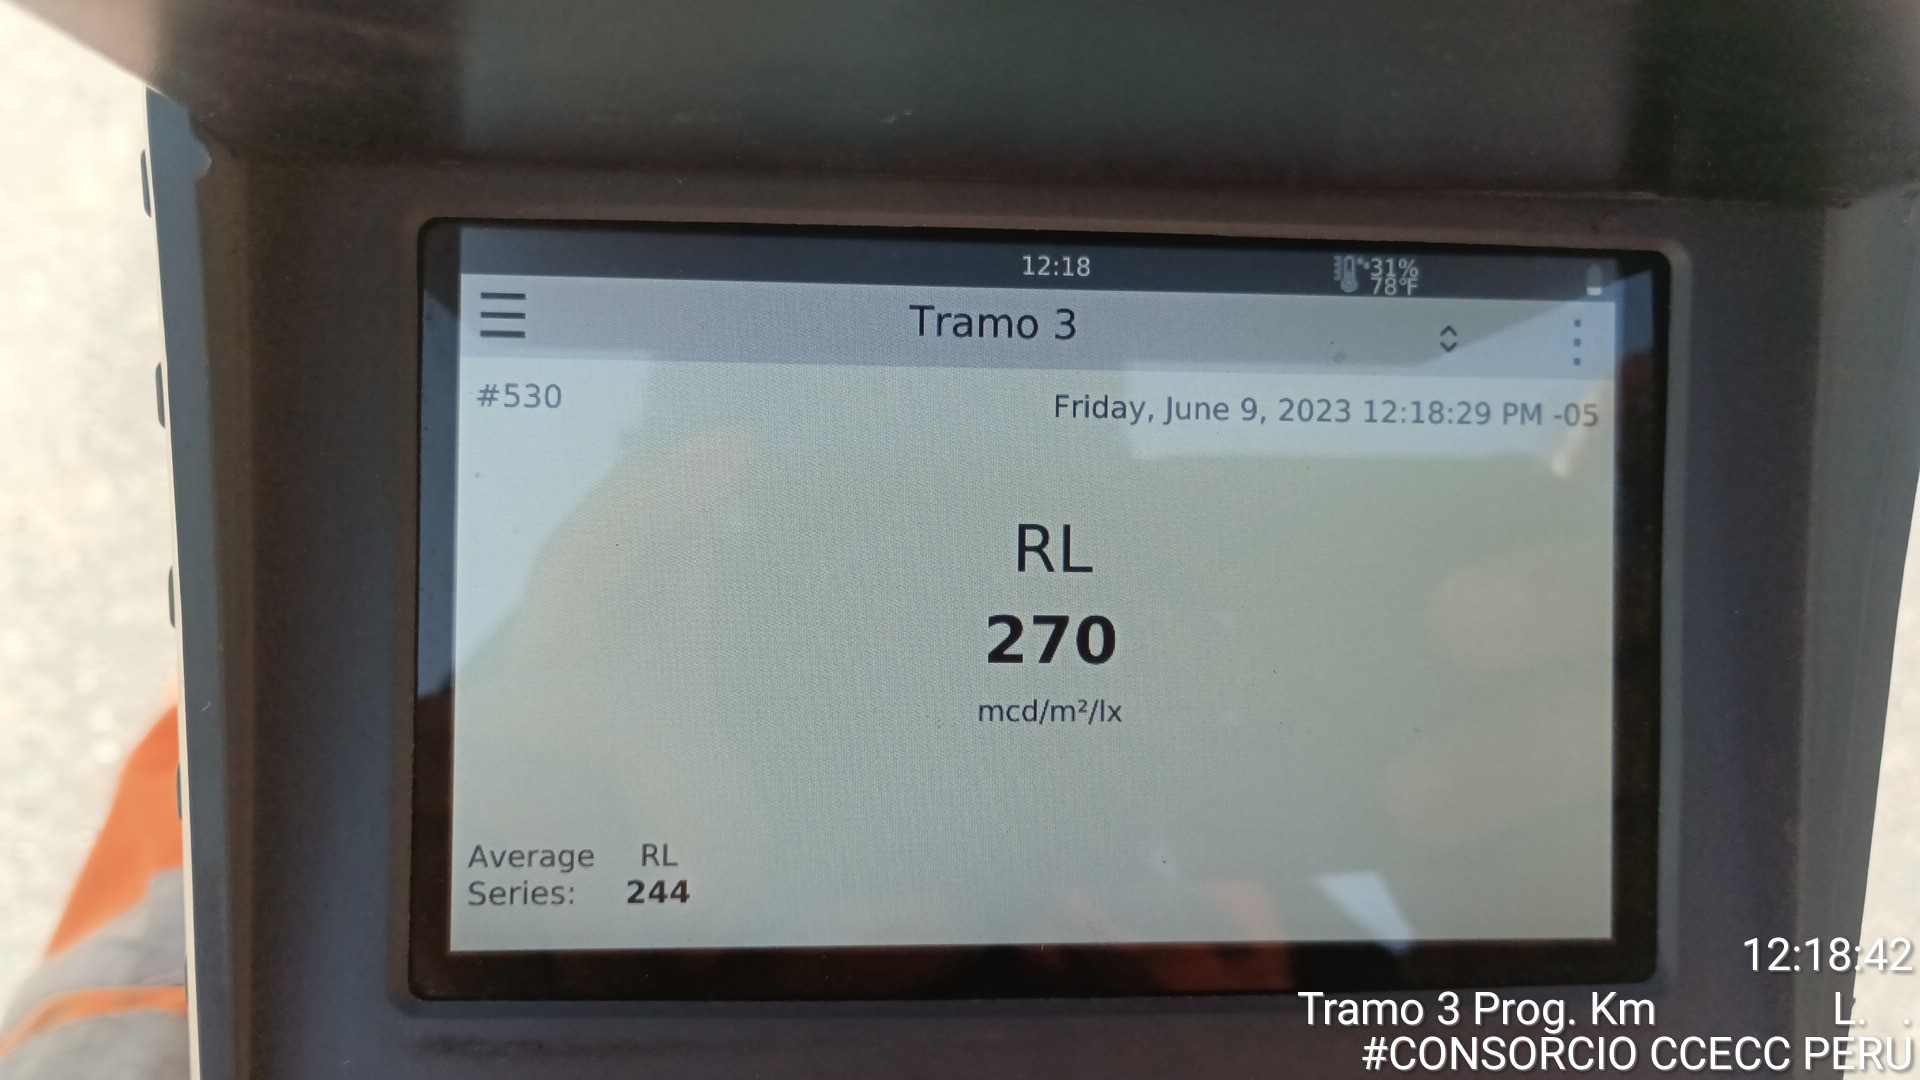 12:18
31%
78°F
Tramo 3
#530
Friday, June 9, 2023 12:18:29 PM -05
RL
270
mcd/m²/lx
Average RL
Series: 244
12:18:42
Tramo 3 Prog. Km L. .
#CONSORCIO CCECC PERU